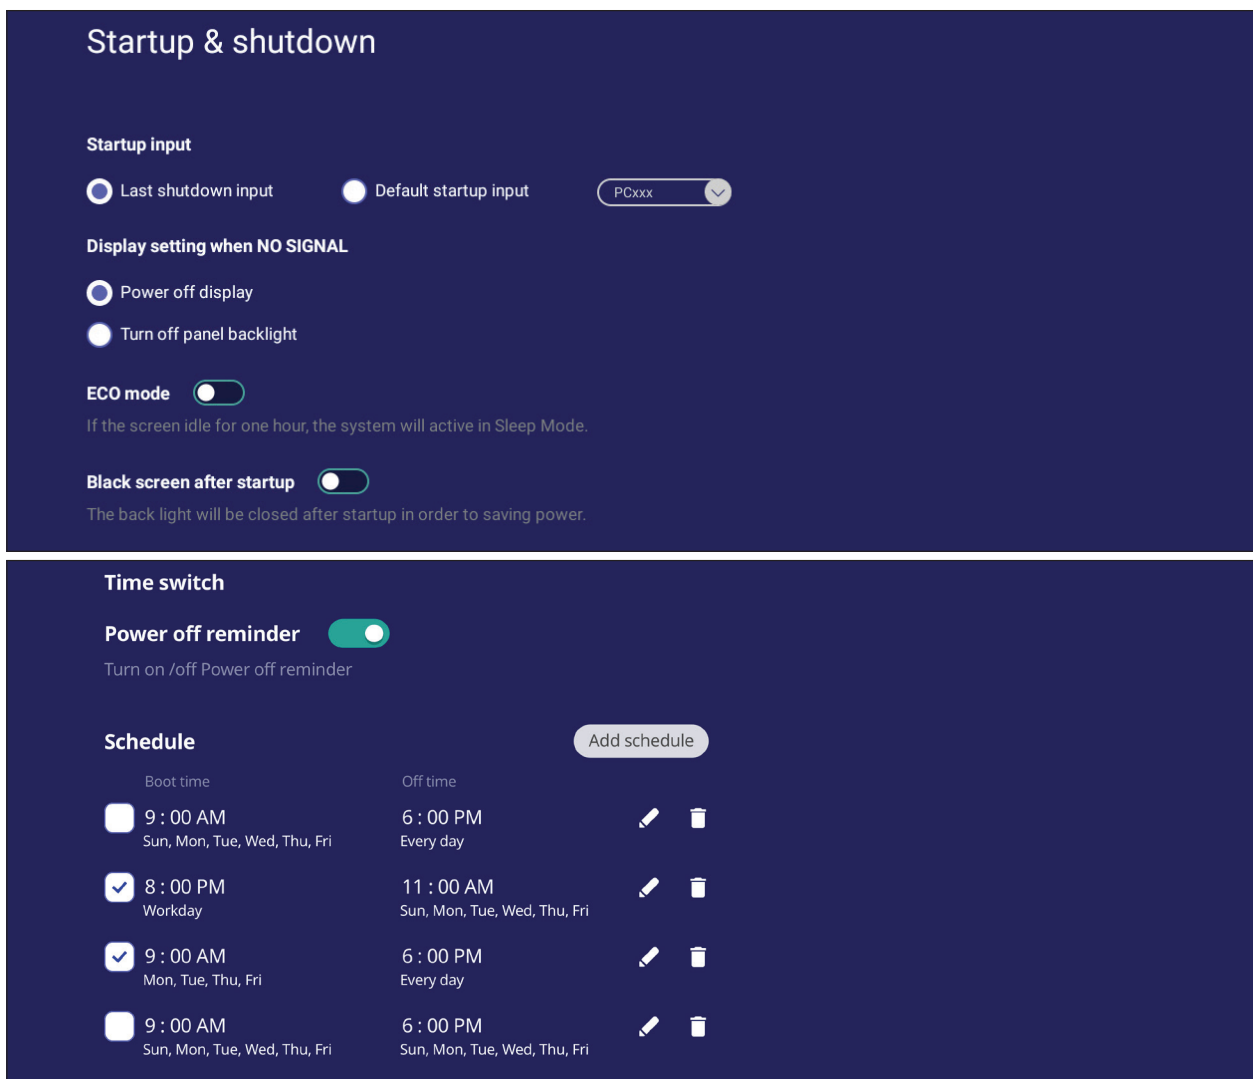 Startup & shutdown
Startup input
Last shutdown input Default startup input PCxxx
Display setting when NO SIGNAL
Power off display
Turn off panel backlight
ECO mode
If the screen idle for one hour, the system will active in Sleep Mode.
Black screen after startup
The back light will be closed after startup in order to saving power.
Time switch
Power off reminder
Turn on /off Power off reminder
Schedule Add schedule
Boot time Off time
9 : 00 AM 6 : 00 PM
Sun, Mon, Tue, Wed, Thu, Fri Every day
8 : 00 PM 11 : 00 AM
Workday Sun, Mon, Tue, Wed, Thu, Fri
9 : 00 AM 6 : 00 PM
Mon, Tue, Thu, Fri Every day
9 : 00 AM 6 : 00 PM
Sun, Mon, Tue, Wed, Thu, Fri Sun, Mon, Tue, Wed, Thu, Fri